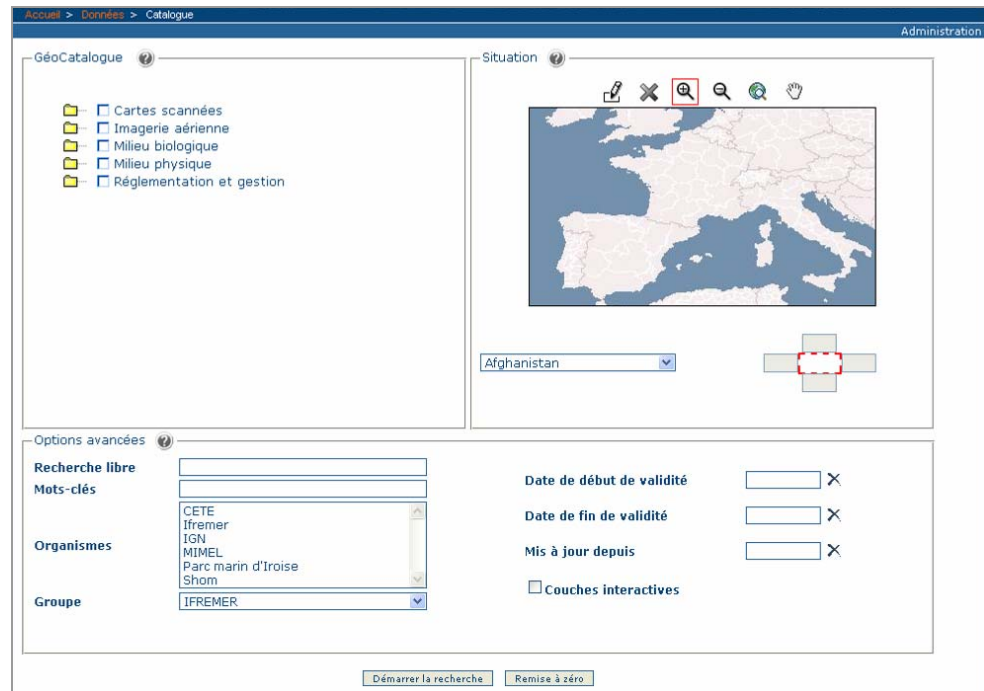 Accueil > Données > Catalogue
Administration
GéoCatalogue
Cartes scannées
Imagerie aérienne
Milieu biologique
Milieu physique
Réglementation et gestion
Situation
Afghanistan
Options avancées
Recherche libre
Mots-clés
Organismes
CETE
Ifremer
IGN
MIMEL
Parc marin d'Iroise
Shom
Groupe
IFREMER
Date de début de validité
Date de fin de validité
Mis à jour depuis
Couches interactives
Démarrer la recherche
Remise à zéro